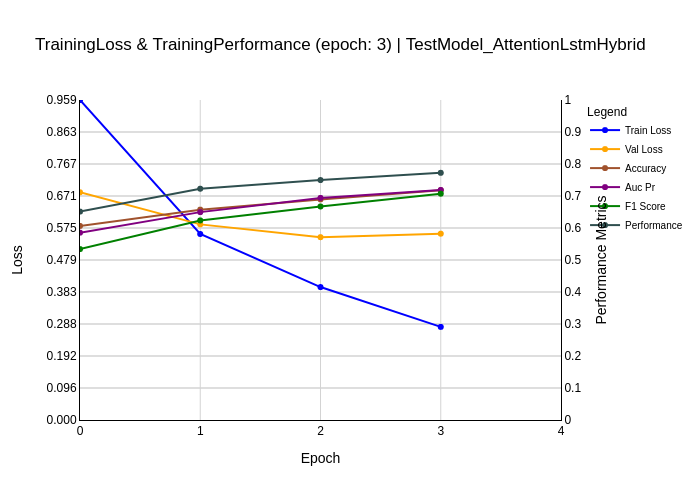 TrainingLoss & TrainingPerformance (epoch: 3) | TestModel_AttentionLstmHybrid
0.959
0.863
0.767
0.671
0.575
0.479
0.383
0.288
0.192
0.096
0.000
Loss
0
1
2
3
4
Epoch
1
0.9
0.8
0.7
0.6
0.5
0.4
0.3
0.2
0.1
0
Performance Metrics
Legend
Train Loss
Val Loss
Accuracy
Auc Pr
F1 Score
Performance